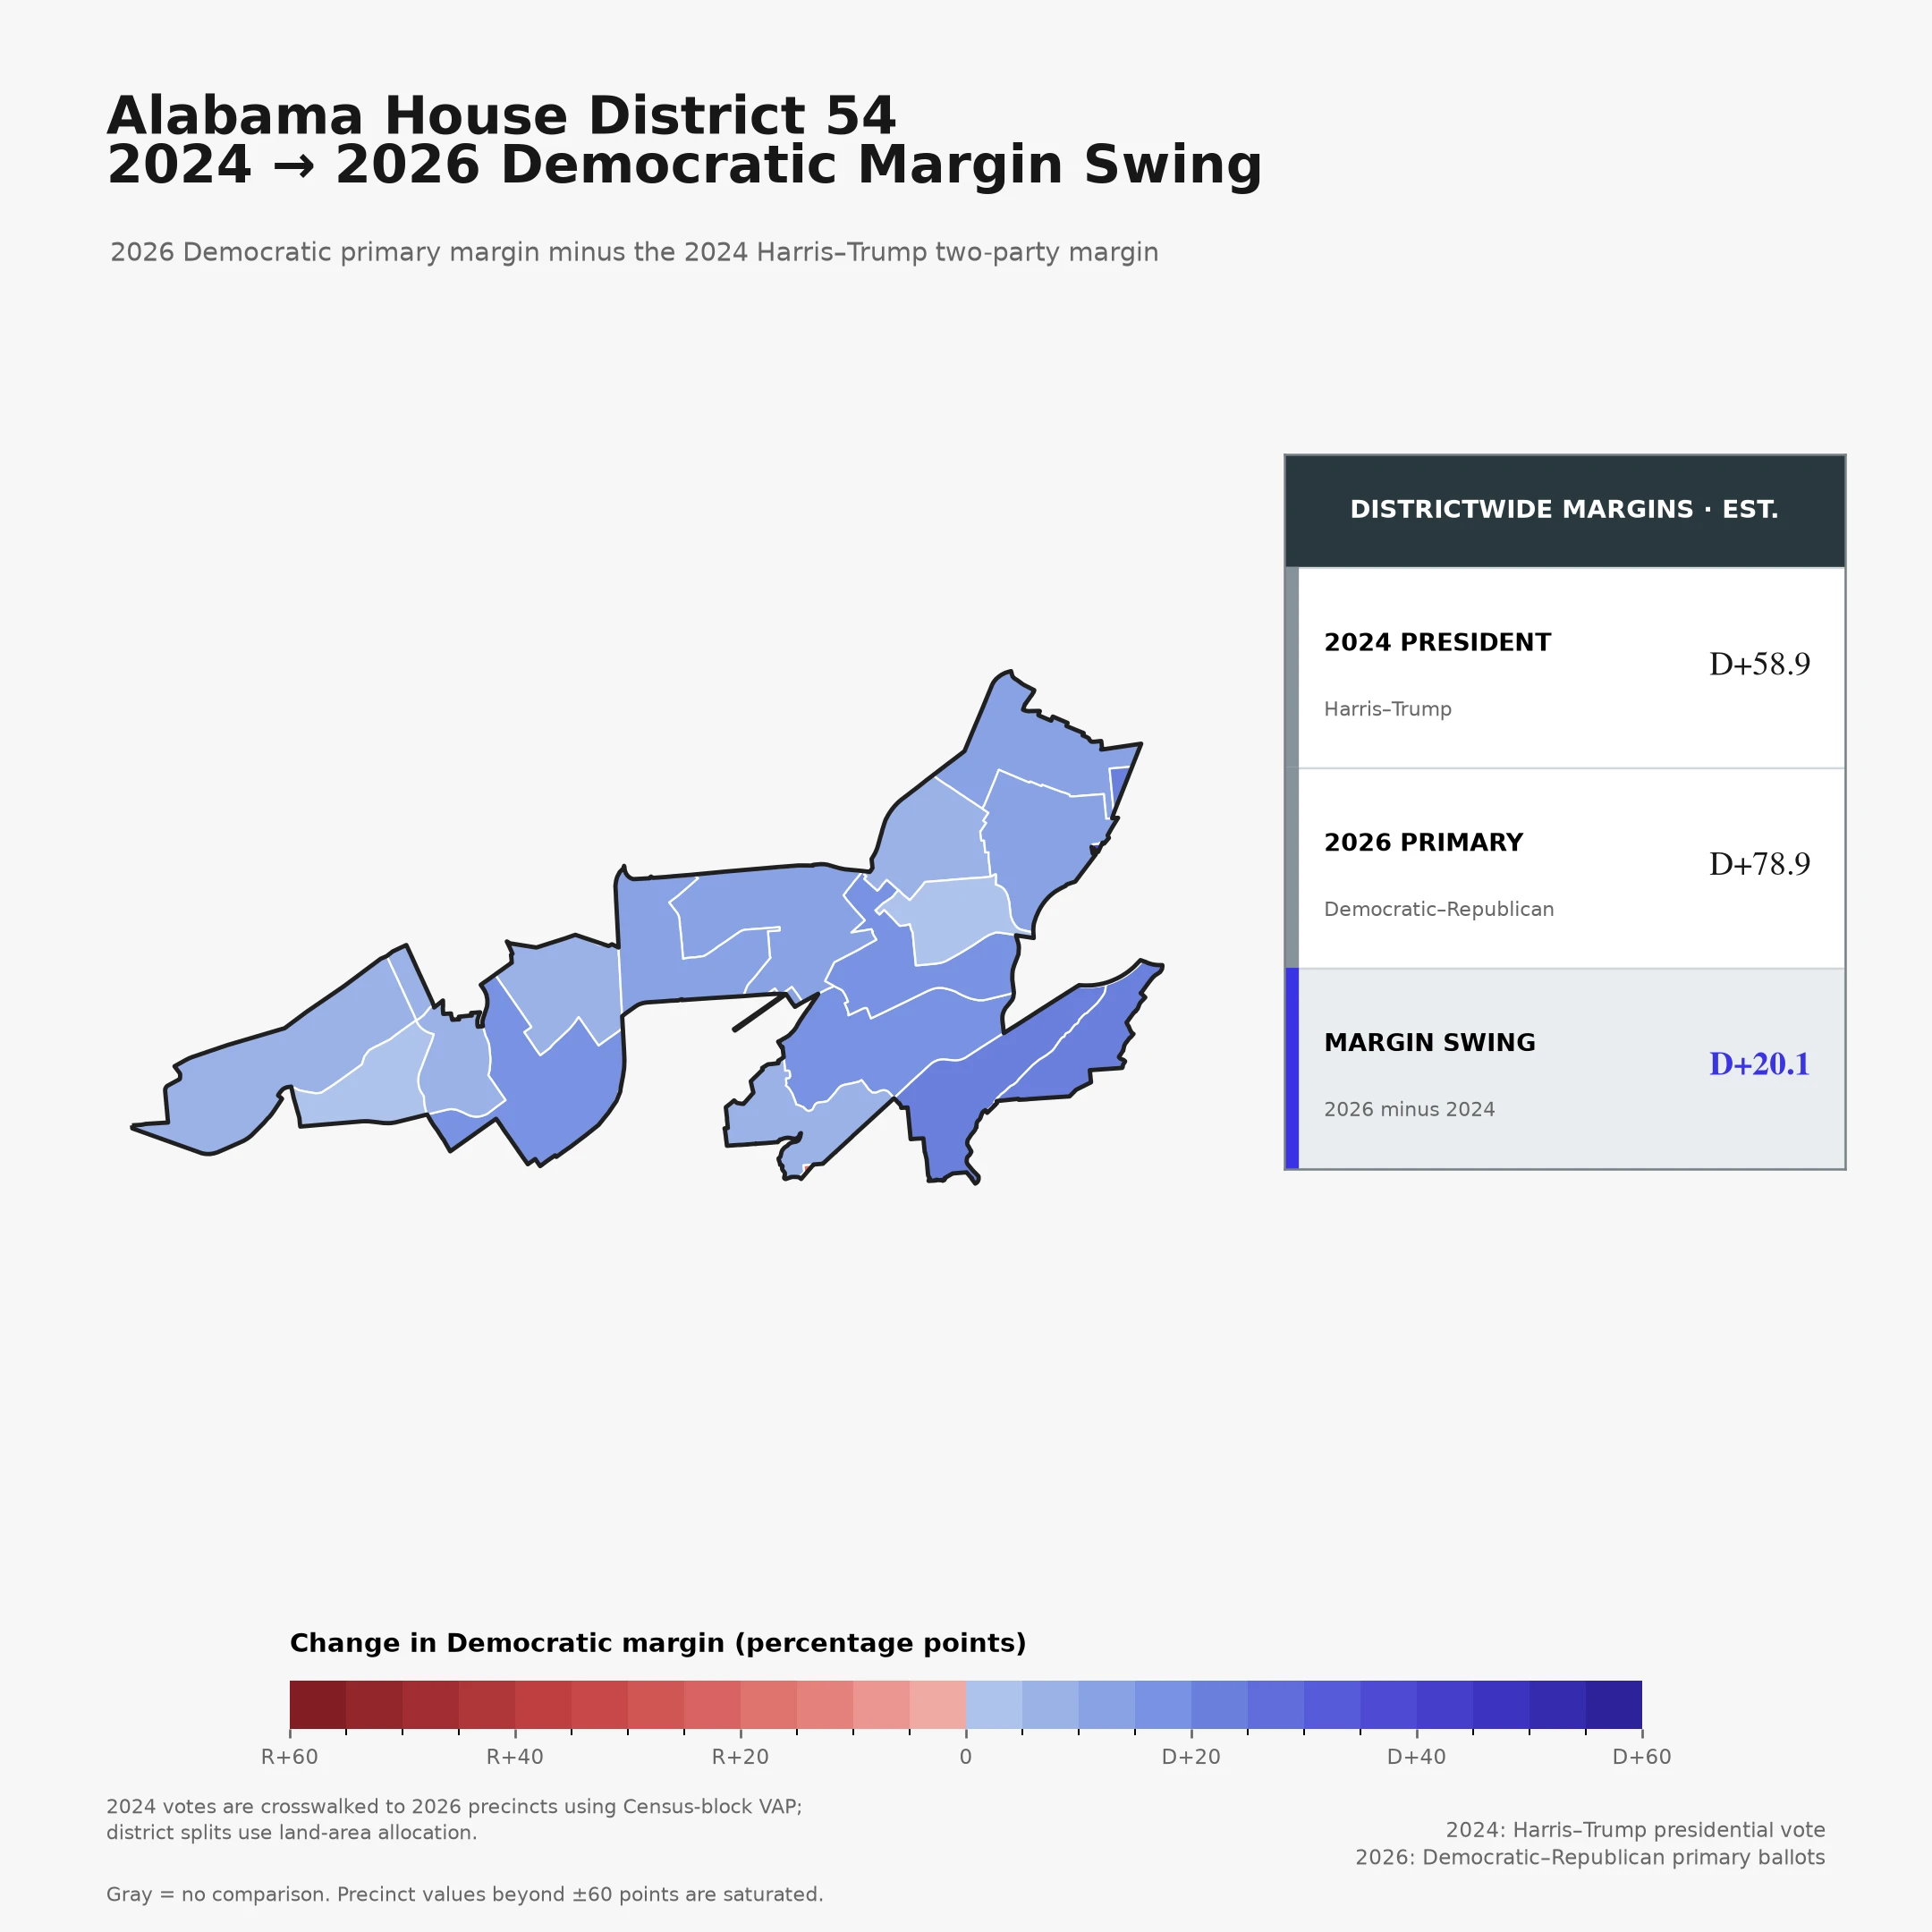 Alabama House District 54
2024 → 2026 Democratic Margin Swing
2026 Democratic primary margin minus the 2024 Harris–Trump two-party margin
DISTRICTWIDE MARGINS · EST.
2024 PRESIDENT
D+58.9
Harris–Trump
2026 PRIMARY
D+78.9
Democratic–Republican
MARGIN SWING
D+20.1
2026 minus 2024
Change in Democratic margin (percentage points)
R+60 R+40 R+20 0 D+20 D+40 D+60
2024 votes are crosswalked to 2026 precincts using Census-block VAP;
district splits use land-area allocation.
Gray = no comparison. Precinct values beyond ±60 points are saturated.
2024: Harris–Trump presidential vote
2026: Democratic–Republican primary ballots